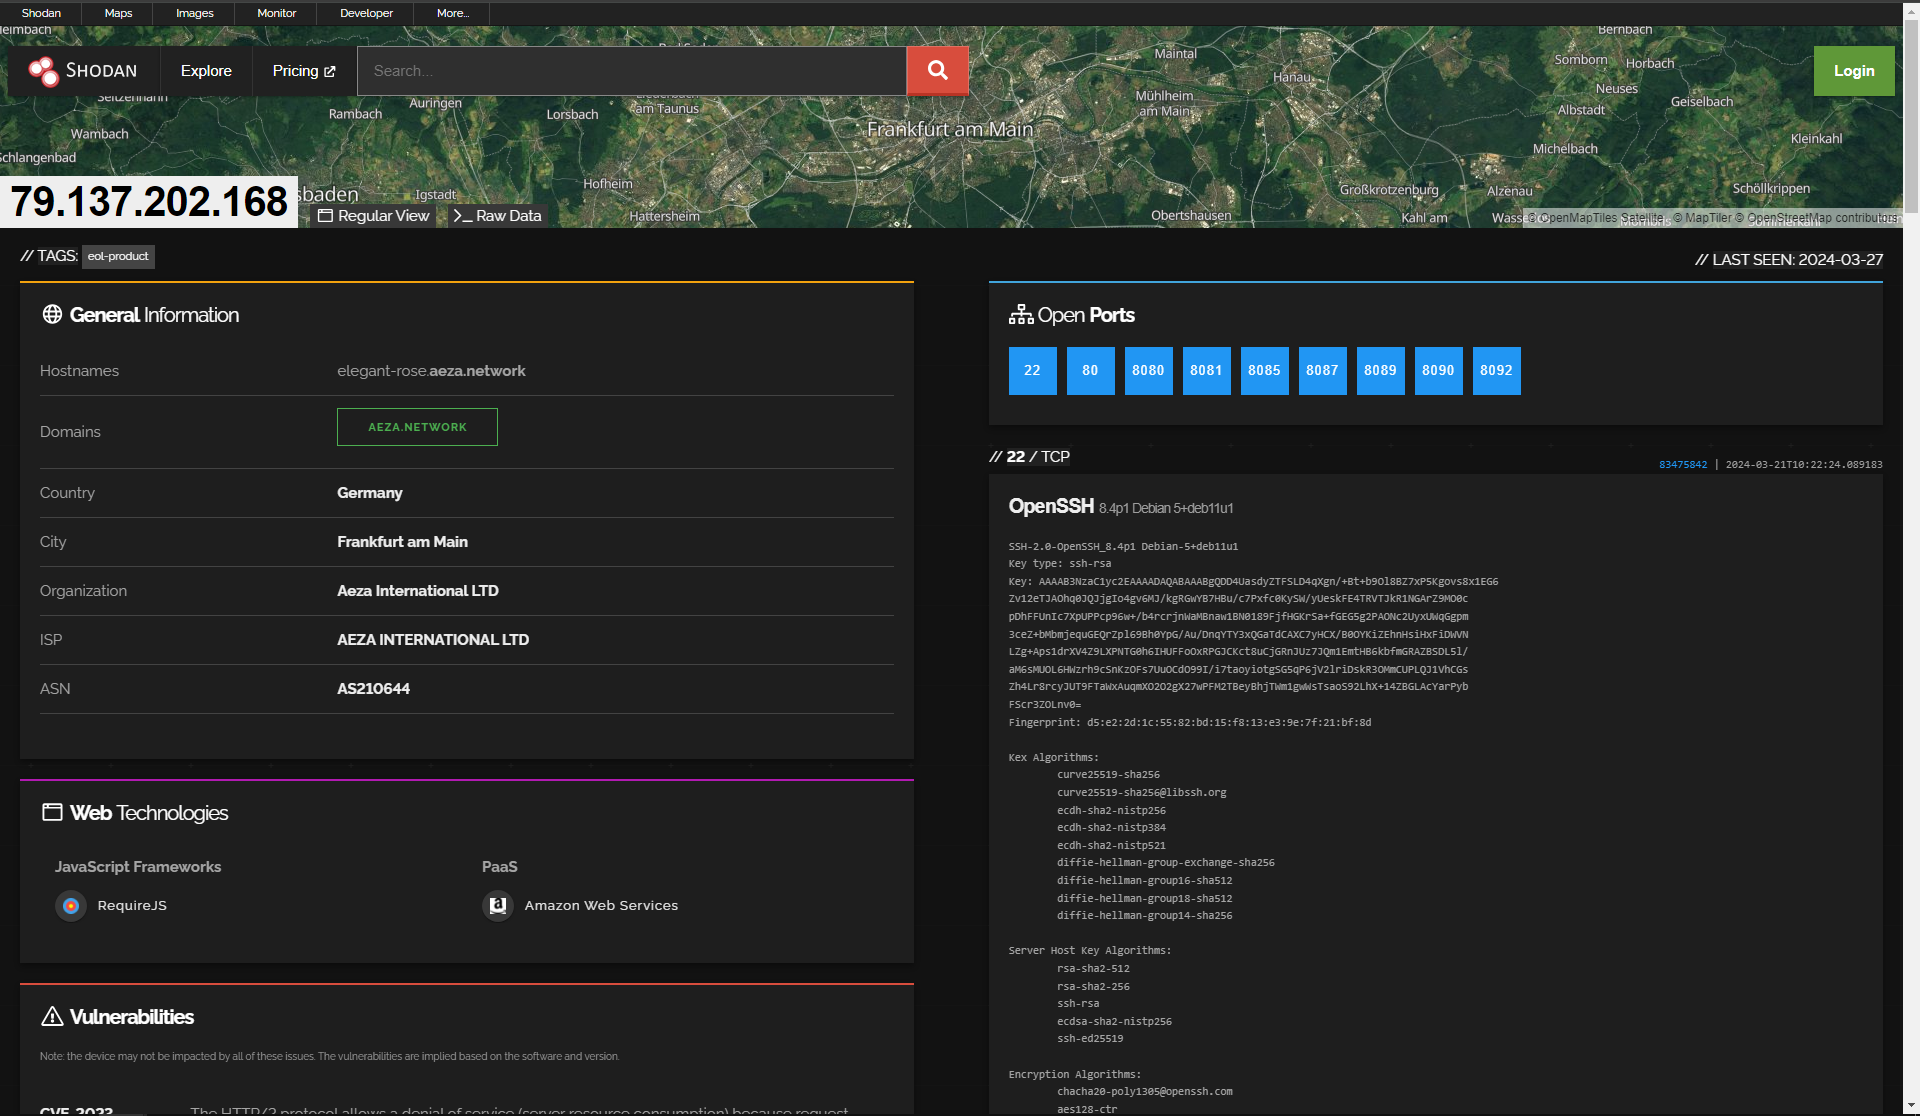 Shodan
Maps
Images
Monitor
Developer
More...
Heimbach
Bernbach
Maintal
Somborn
Horbach
SHODAN
Explore
Pricing
Search...
Login
Hanau
Neuses
Seitzenhahn
Auringen
am Taunus
Mühlheim
am Main
Albstadt
Geiselbach
Rambach
Lorsbach
Wambach
Frankfurt am Main
Kleinkahl
Michelbach
Schlangenbad
Hofheim
Großkrotzenburg
Alzenau
Schöllkrippen
79.137.202.168
sbaden
Igstadt
Regular View
Raw Data
Hattersheim
Obertshausen
Kahl am
© OpenMapTiles Satellite © MapTiler © OpenStreetMap contributors
// TAGS: eol-product
// LAST SEEN: 2024-03-27
General Information
Hostnames elegant-rose.aeza.network
Domains AEZA.NETWORK
Country Germany
City Frankfurt am Main
Organization Aeza International LTD
ISP AEZA INTERNATIONAL LTD
ASN AS210644
Web Technologies
JavaScript Frameworks
RequireJS
PaaS
Amazon Web Services
Vulnerabilities
Note: the device may not be impacted by all of these issues. The vulnerabilities are implied based on the software and version.
CVE-2023- The HTTP/2 protocol allows a denial of service (server resource consumption) because request
Open Ports
22 80 8080 8081 8085 8087 8089 8090 8092
// 22 / TCP
83475842 | 2024-03-21T10:22:24.089183
OpenSSH 8.4p1 Debian 5+deb11u1
SSH-2.0-OpenSSH_8.4p1 Debian-5+deb11u1
Key type: ssh-rsa
Key: AAAAB3NzaC1yc2EAAAADAQABAAABgQDD4UasdyZTFSLD4qXgn/+Bt+b9Ol8BZ7xP5Kgovs8x1EG6
Zv12eTJAOhq0JQJjgIo4gv6MJ/kgRGwYB7HBu/c7Pxfc0KySW/yUeskFE4TRVTJkR1NGArZ9MO0c
pDhFFUnIc7XpUPPcp96w+/b4rcrjnWaMBnaw1BN0189FjfHGKrSa+fGEG5g2PAONc2UyxUWqGgpm
3ceZ+bMbmjequGEQrZpl69Bh0YpG/Au/DnqYTY3xQGaTdCAXC7yHCX/B0OYKiZEhnHsiHxFiDWVN
LZg+Aps1drXV4Z9LXPNTG0h6IHUFFoOxRPGJCKct8uCjGRnJUz7JQm1EmtHB6kbfmGRAZBSDL5l/
aM6sMUOL6HWzrh9cSnKzOFs7UuOCdO99I/i7taoyiotgSG5qP6jV2lriDskR3OMmCUPLQJ1VhCGs
Zh4Lr8rcyJUT9FTaWxAuqmXO2O2gX27wPFM2TBeyBhjTWm1gwWsTsaoS92LhX+14ZBGLAcYarPyb
FScr3ZOLnv0=
Fingerprint: d5:e2:2d:1c:55:82:bd:15:f8:13:e3:9e:7f:21:bf:8d
Kex Algorithms:
curve25519-sha256
curve25519-sha256@libssh.org
ecdh-sha2-nistp256
ecdh-sha2-nistp384
ecdh-sha2-nistp521
diffie-hellman-group-exchange-sha256
diffie-hellman-group16-sha512
diffie-hellman-group18-sha512
diffie-hellman-group14-sha256
Server Host Key Algorithms:
rsa-sha2-512
rsa-sha2-256
ssh-rsa
ecdsa-sha2-nistp256
ssh-ed25519
Encryption Algorithms:
chacha20-poly1305@openssh.com
aes128-ctr